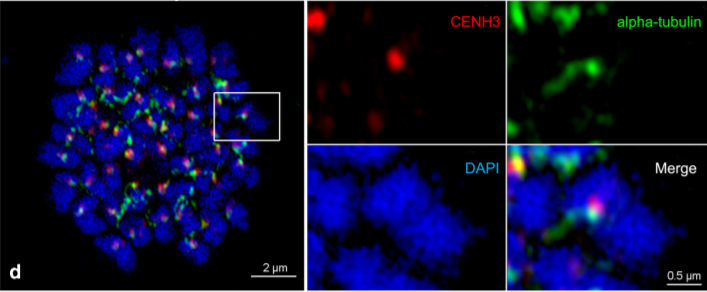 CENH3
alpha-tubulin
DAPI
Merge
d
2 μm
0.5 μm